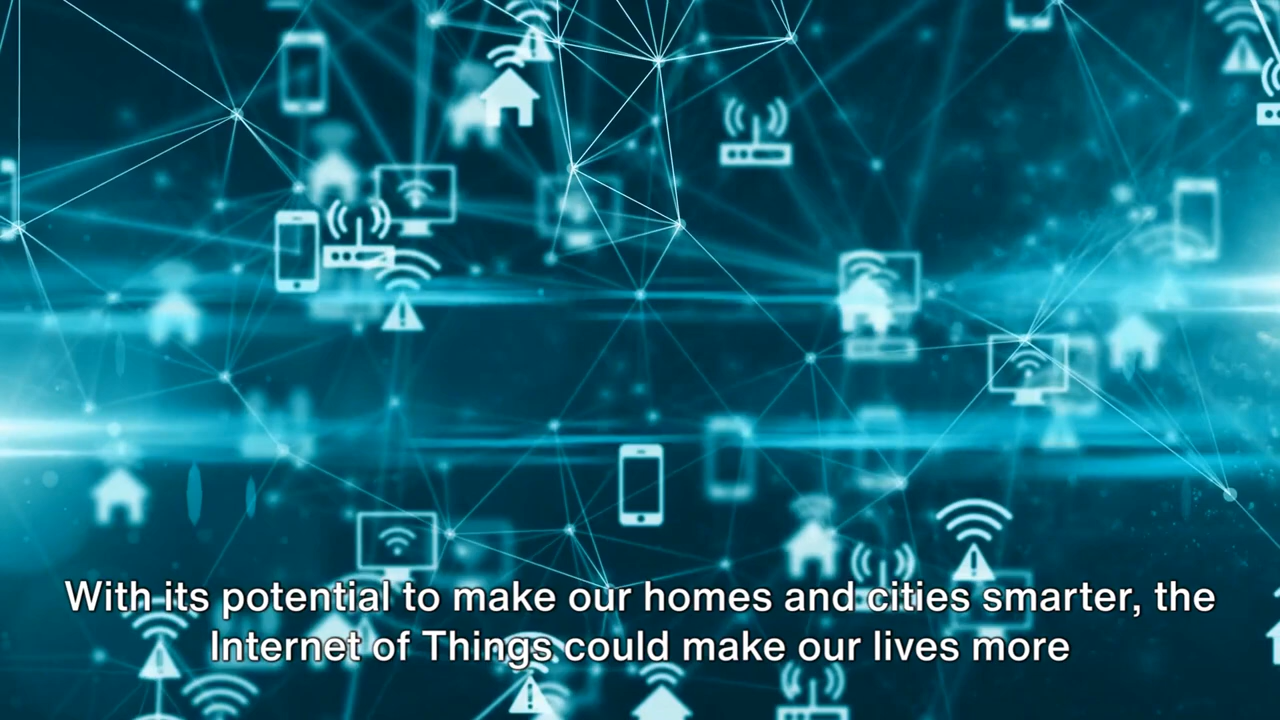 With its potential to make our homes and cities smarter, the
Internet of Things could make our lives more